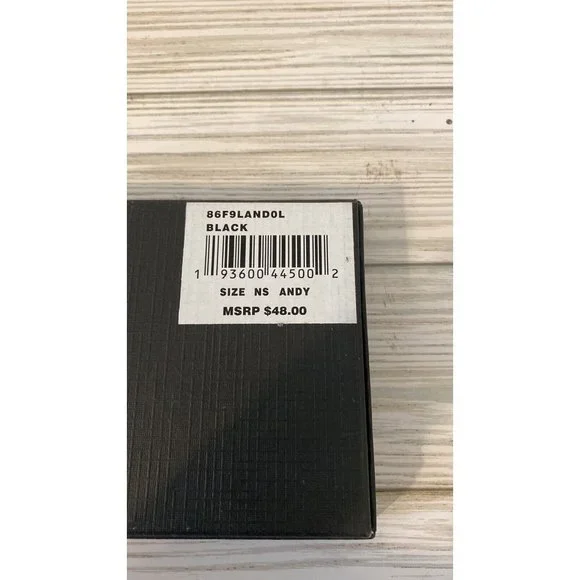 86F9LAND0L
BLACK
1 93600 44500 2
SIZE NS ANDY
MSRP $48.00